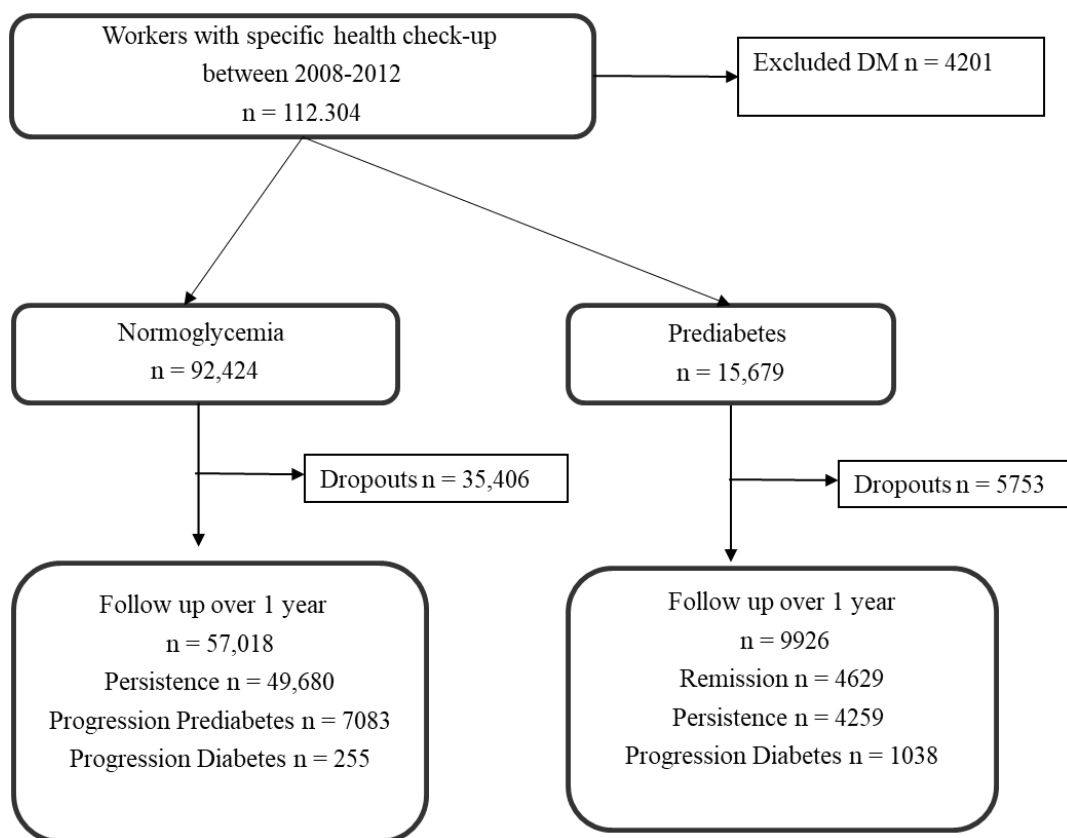 Workers with specific health check-up
between 2008-2012
n = 112.304
Excluded DM n = 4201
Normoglycemia
n = 92,424
Prediabetes
n = 15,679
Dropouts n = 35,406
Dropouts n = 5753
Follow up over 1 year
n = 57,018
Persistence n = 49,680
Progression Prediabetes n = 7083
Progression Diabetes n = 255
Follow up over 1 year
n = 9926
Remission n = 4629
Persistence n = 4259
Progression Diabetes n = 1038